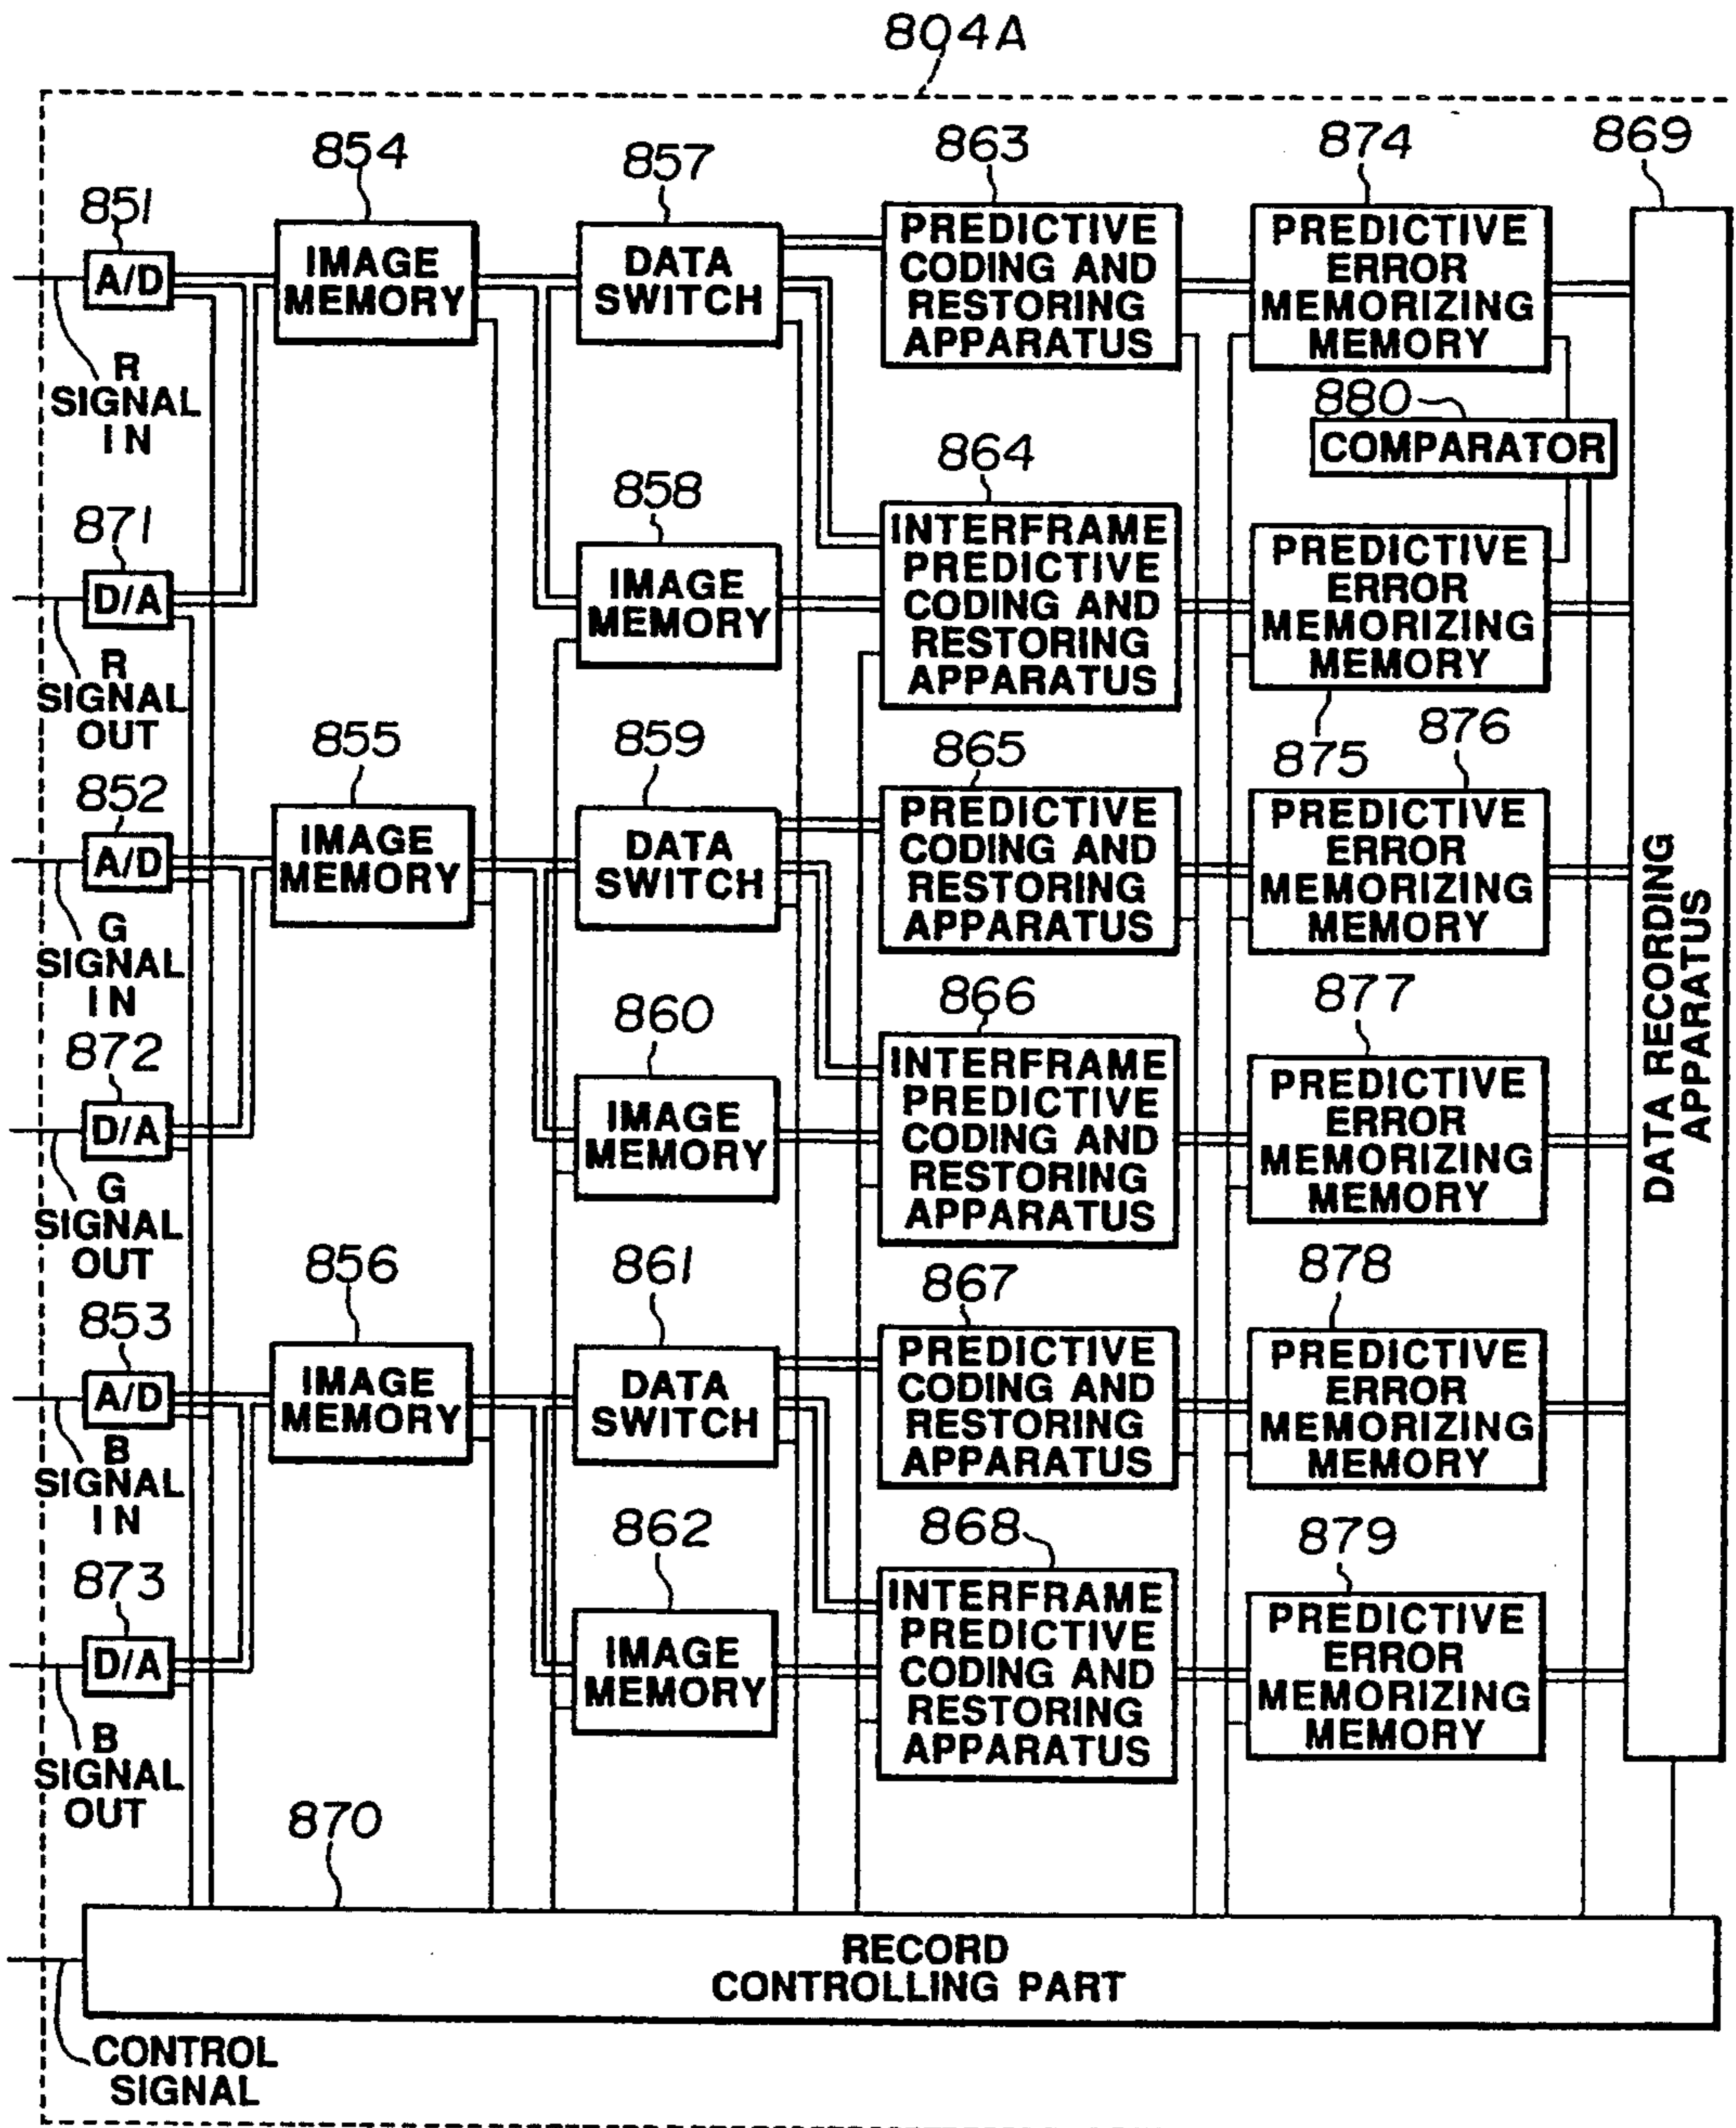 804A
854
857
863
874
869
851
A/D
IMAGE
MEMORY
DATA
SWITCH
PREDICTIVE
CODING AND
RESTORING
APPARATUS
PREDICTIVE
ERROR
MEMORIZING
MEMORY
R
SIGNAL
IN
880
COMPARATOR
864
858
871
D/A
IMAGE
MEMORY
INTERFRAME
PREDICTIVE
CODING AND
RESTORING
APPARATUS
PREDICTIVE
ERROR
MEMORIZING
MEMORY
R
SIGNAL
OUT
855
859
865
875
876
852
A/D
IMAGE
MEMORY
DATA
SWITCH
PREDICTIVE
CODING AND
RESTORING
APPARATUS
PREDICTIVE
ERROR
MEMORIZING
MEMORY
DATA RECORDING
APPARATUS
G
SIGNAL
IN
860
866
877
872
D/A
IMAGE
MEMORY
INTERFRAME
PREDICTIVE
CODING AND
RESTORING
APPARATUS
PREDICTIVE
ERROR
MEMORIZING
MEMORY
G
SIGNAL
OUT
856
861
867
878
853
A/D
IMAGE
MEMORY
DATA
SWITCH
PREDICTIVE
CODING AND
RESTORING
APPARATUS
PREDICTIVE
ERROR
MEMORIZING
MEMORY
B
SIGNAL
IN
862
868
879
873
D/A
IMAGE
MEMORY
INTERFRAME
PREDICTIVE
CODING AND
RESTORING
APPARATUS
PREDICTIVE
ERROR
MEMORIZING
MEMORY
B
SIGNAL
OUT
870
RECORD
CONTROLLING PART
CONTROL
SIGNAL